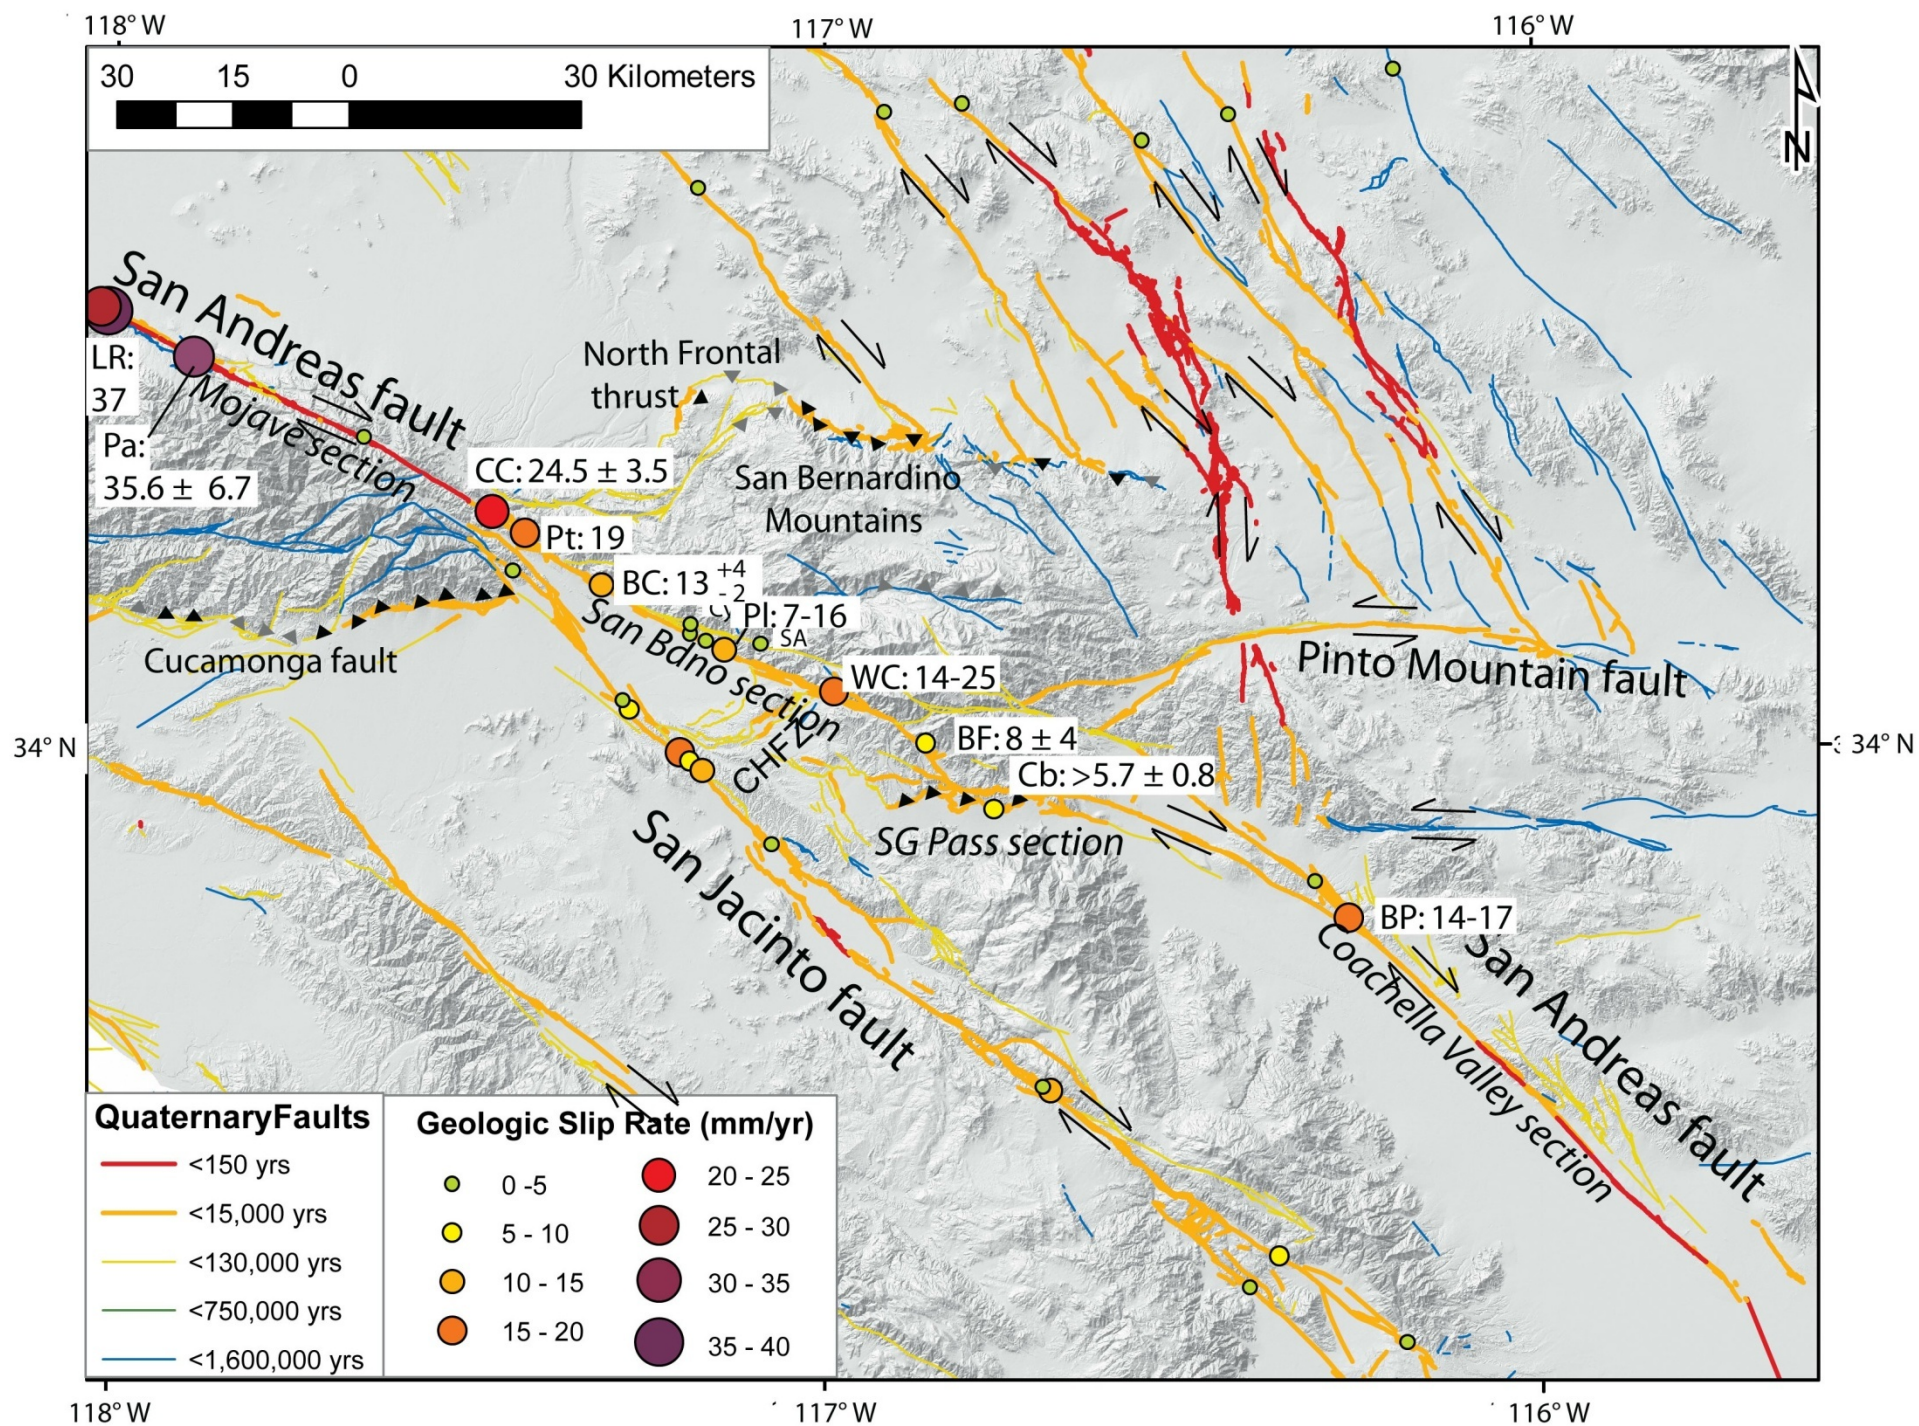 118° W
117° W
116° W
30 15 0 30 Kilometers
N
San Andreas fault
LR:
37
Mojave section
Pa:
35.6 ± 6.7
North Frontal
thrust
CC: 24.5 ± 3.5
San Bernardino
Mountains
Pt: 19
BC: 13 +4
- 2
Pl: 7-16
SA
San Bdno section
Cucamonga fault
WC: 14-25
Pinto Mountain fault
34° N
34° N
BF: 8 ± 4
CHFZ
Cb: >5.7 ± 0.8
SG Pass section
San Jacinto fault
BP: 14-17
Coachella Valley section
San Andreas fault
QuaternaryFaults
<150 yrs
<15,000 yrs
<130,000 yrs
<750,000 yrs
<1,600,000 yrs
Geologic Slip Rate (mm/yr)
0 -5
5 - 10
10 - 15
15 - 20
20 - 25
25 - 30
30 - 35
35 - 40
118° W
117° W
116° W